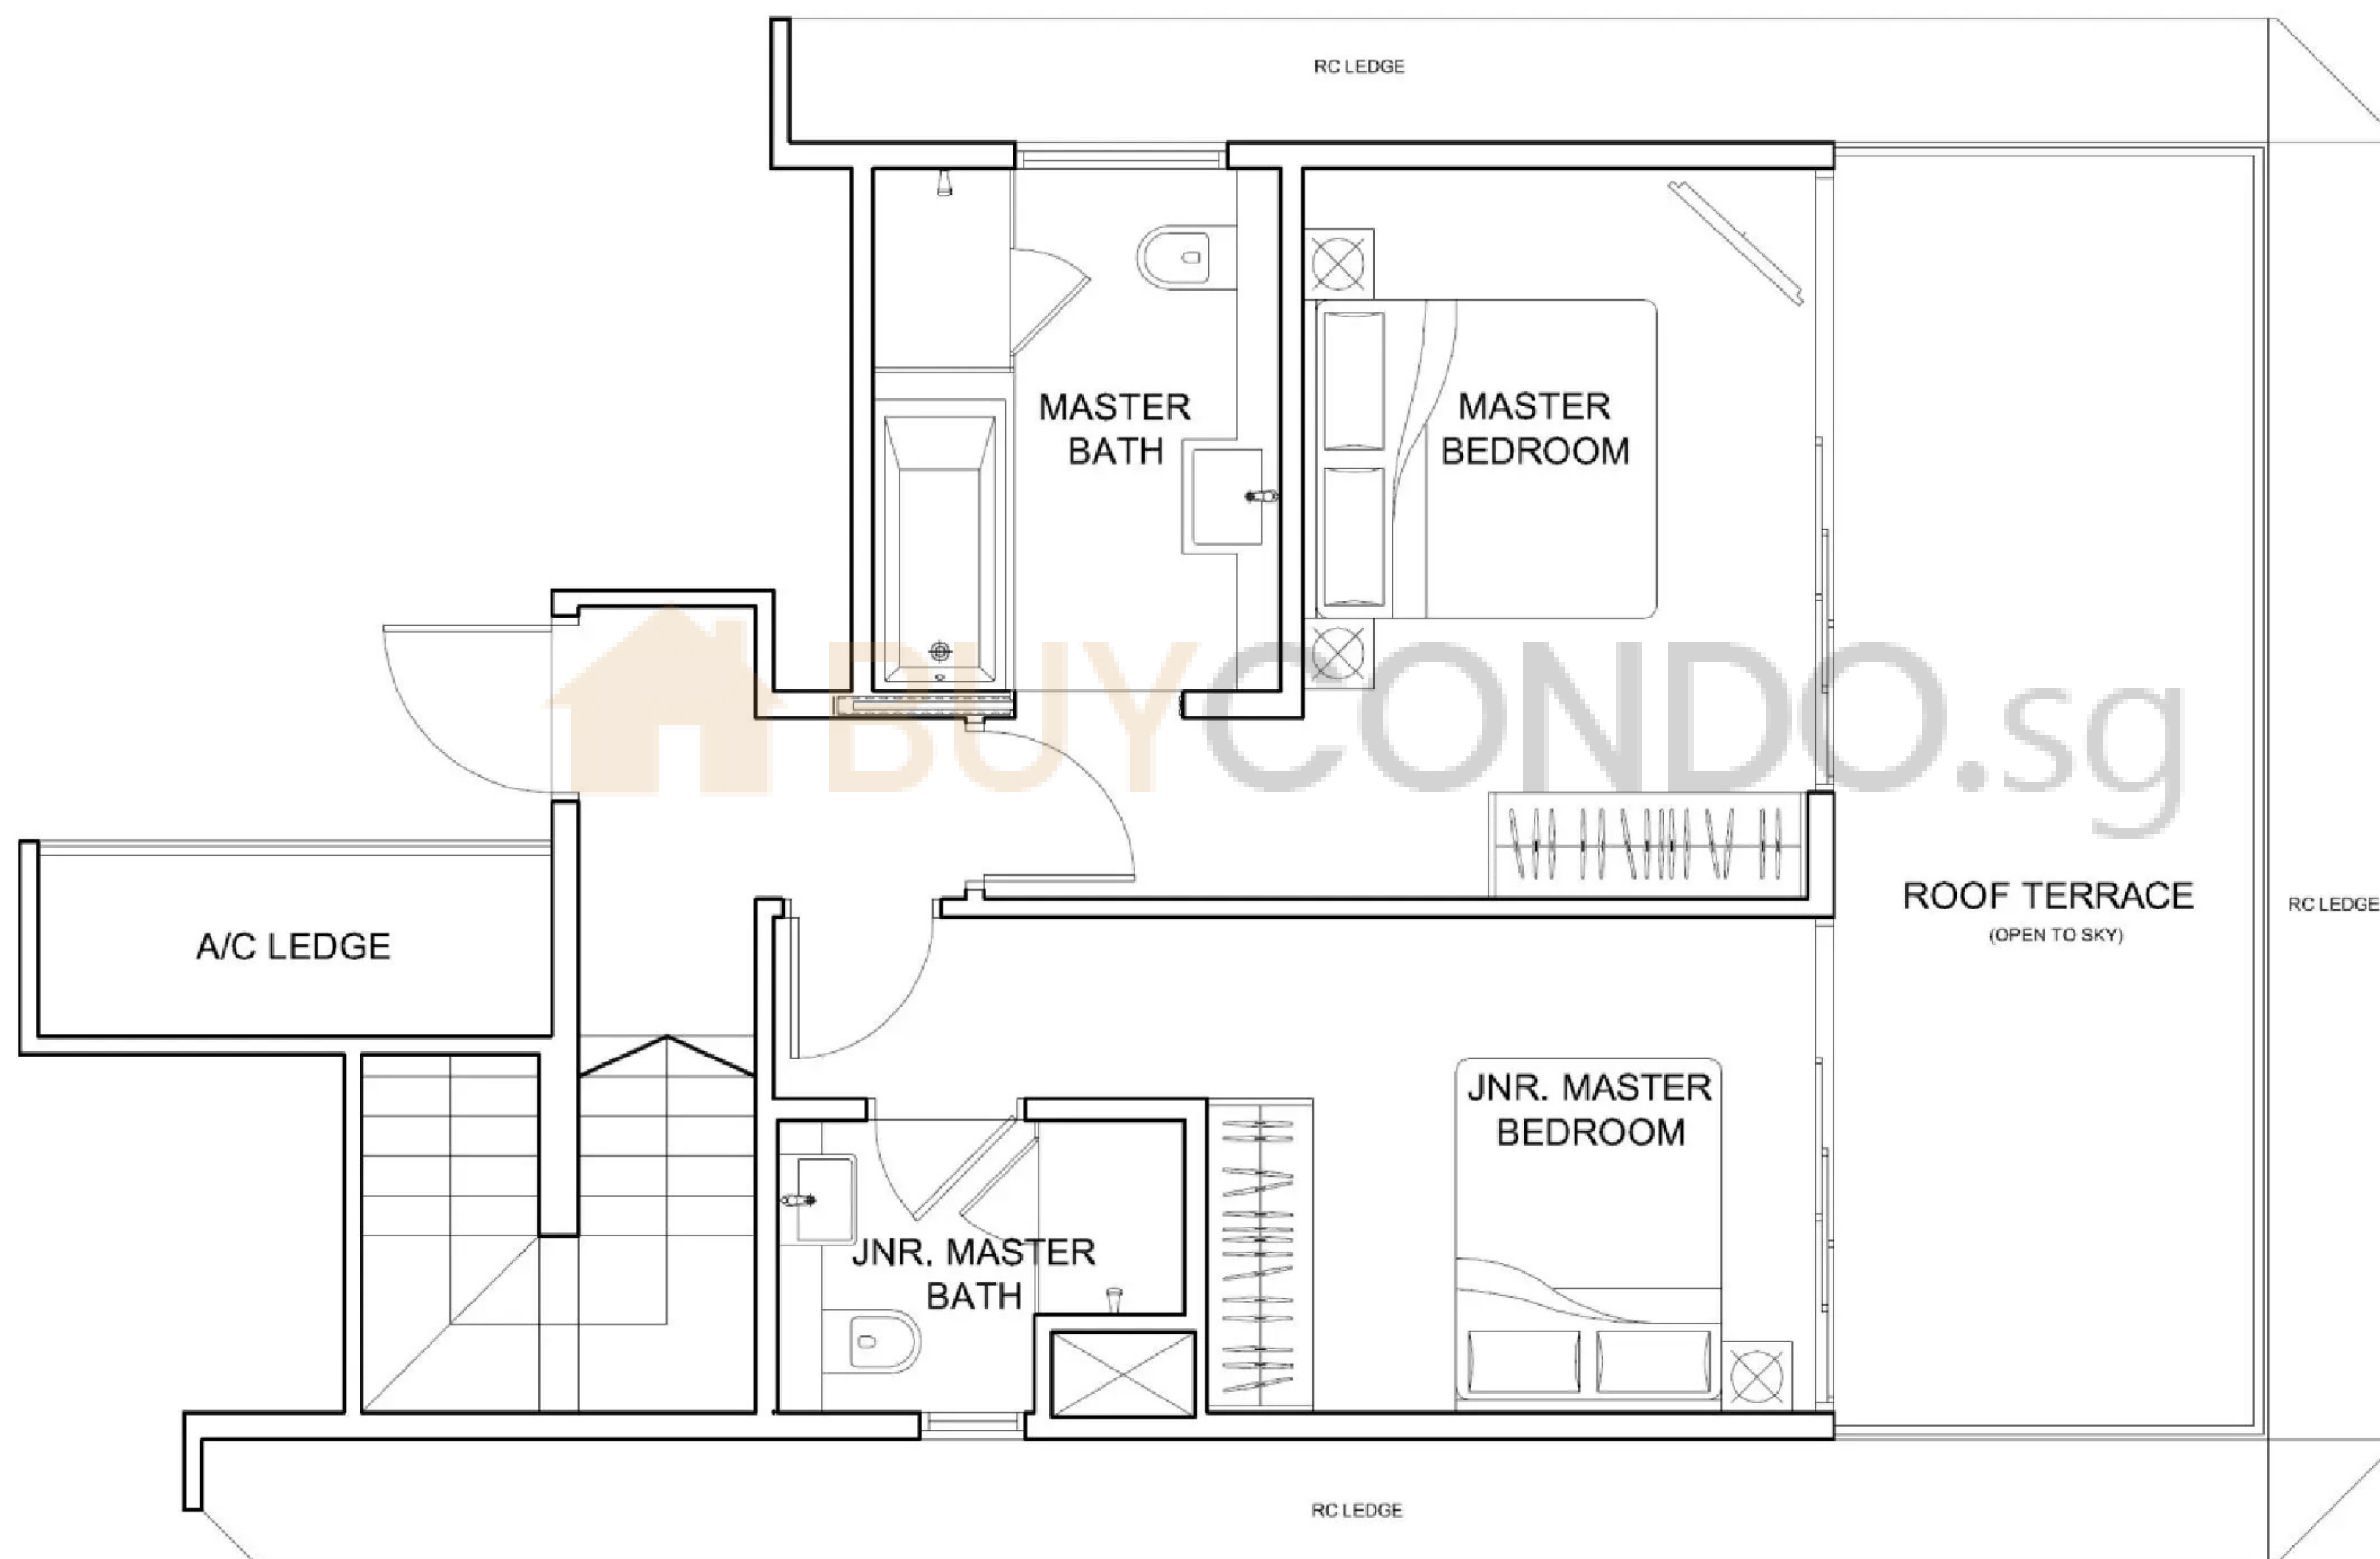 RC LEDGE
MASTER
BATH
MASTER
BEDROOM
BUYCONDO.sg
ROOF TERRACE
(OPEN TO SKY)
RC LEDGE
A/C LEDGE
JNR. MASTER
BEDROOM
JNR. MASTER
BATH
RC LEDGE